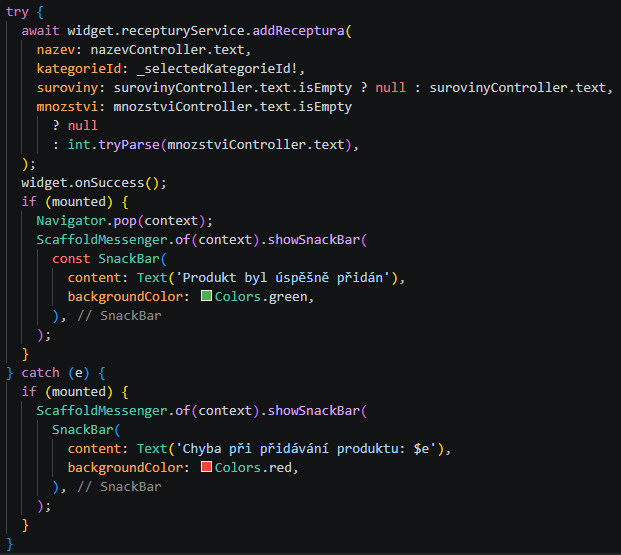 try {
  await widget.recepturyService.addReceptura(
    nazev: nazevController.text,
    kategorieId: _selectedKategorieId!,
    suroviny: surovinyController.text.isEmpty ? null : surovinyController.text,
    mnozstvi: mnozstviController.text.isEmpty
      ? null
      : int.tryParse(mnozstviController.text),
  );
  widget.onSuccess();
  if (mounted) {
    Navigator.pop(context);
    ScaffoldMessenger.of(context).showSnackBar(
      const SnackBar(
        content: Text('Produkt byl úspěšně přidán'),
        backgroundColor: Colors.green,
      ), // SnackBar
    );
  }
} catch (e) {
  if (mounted) {
    ScaffoldMessenger.of(context).showSnackBar(
      SnackBar(
        content: Text('Chyba při přidávání produktu: $e'),
        backgroundColor: Colors.red,
      ), // SnackBar
    );
  }
}